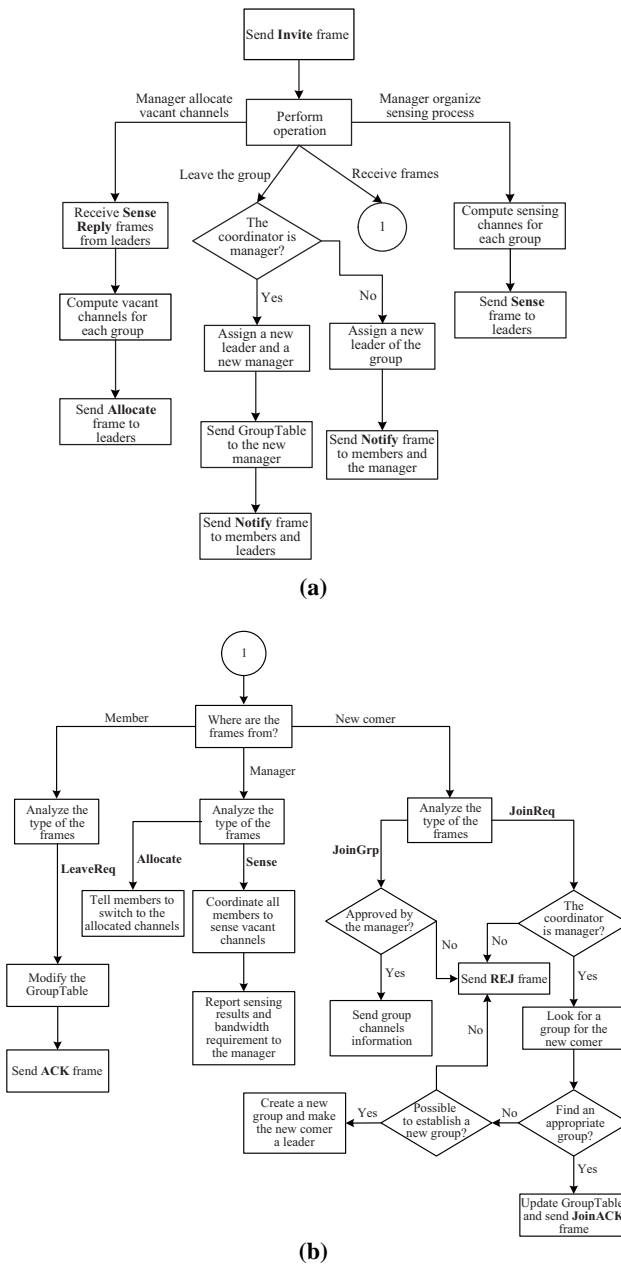 Send Invite frame
Manager allocate
vacant channels
Perform
operation
Manager organize
sensing process
Leave the group
Receive frames
Receive Sense
Reply frames
from leaders
The
coordinator is
manager?
1
Compute sensing
channes for
each group
Compute vacant
channels for
each group
Yes
No
Send Sense
frame to
leaders
Assign a new
leader and a
new manager
Assign a new
leader of the
group
Send Allocate
frame to
leaders
Send GroupTable
to the new
manager
Send Notify frame
to members and
the manager
Send Notify frame
to members and
leaders
(a)
1
Member
Where are the
frames from?
New comer
Manager
Analyze the
type of the
frames
Analyze the
type of the
frames
Analyze the
type of the
frames
JoinReq
JoinGrp
LeaveReq
Allocate
Sense
Tell members to
switch to the
allocated channels
Coordinate all
members to
sense vacant
channels
Approved by
the manager?
No
The
coordinator
is manager?
No
Modify the
GroupTable
Send REJ frame
Yes
Yes
Report sensing
results and
bandwidth
requirement to
the manager
Send group
channels
information
No
Look for a
group for the
new comer
Send ACK frame
Create a new
group and make
the new comer
a leader
Yes
Possible
to establish a
new group?
No
Find an
appropriate
group?
Yes
Update GroupTable
and send JoinACK
frame
(b)